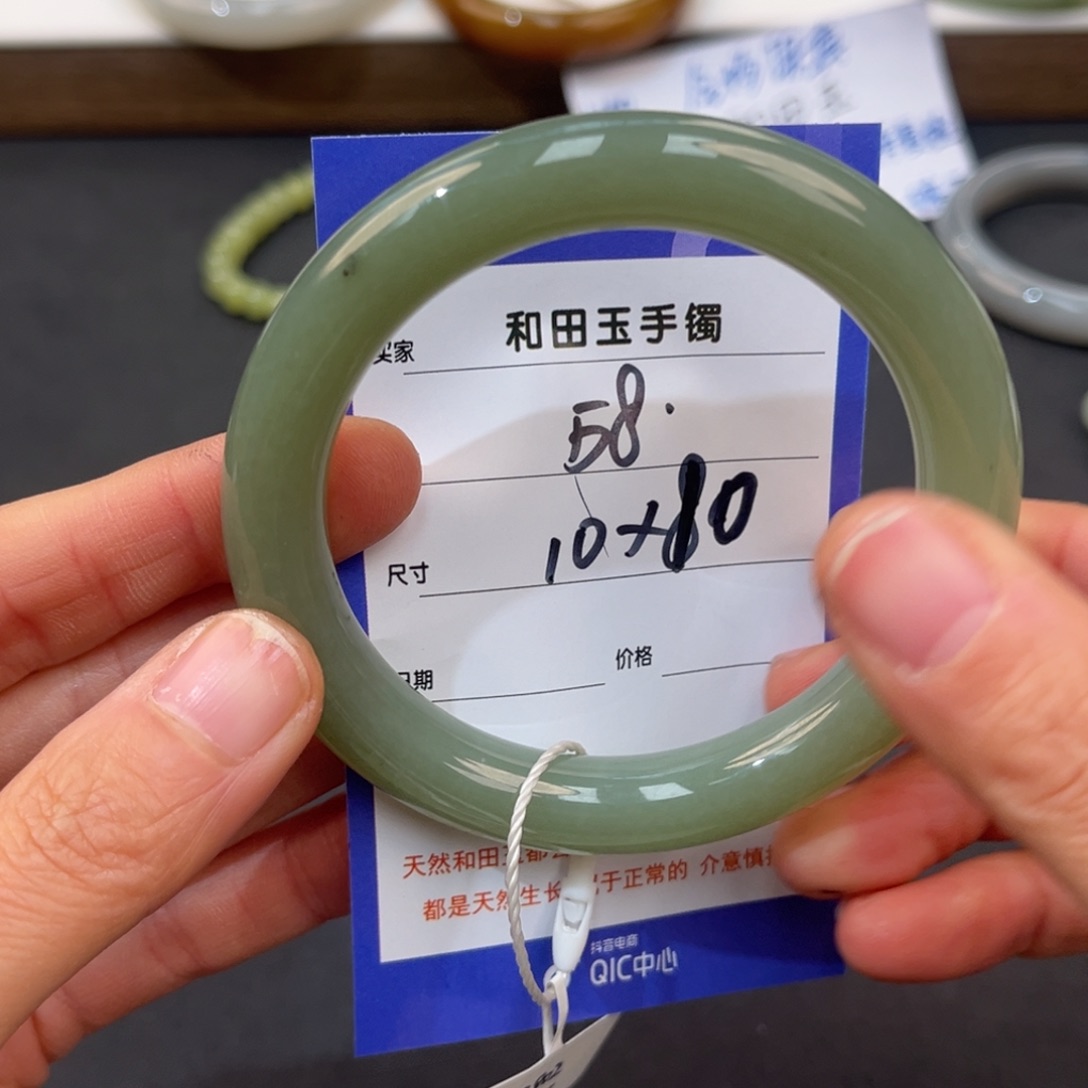 和田玉手镯
买家
58.
10+80
尺寸
日期 价格
天然和田玉都
都是天然生长 于正常的 介意慎
抖音电商
QIC中心